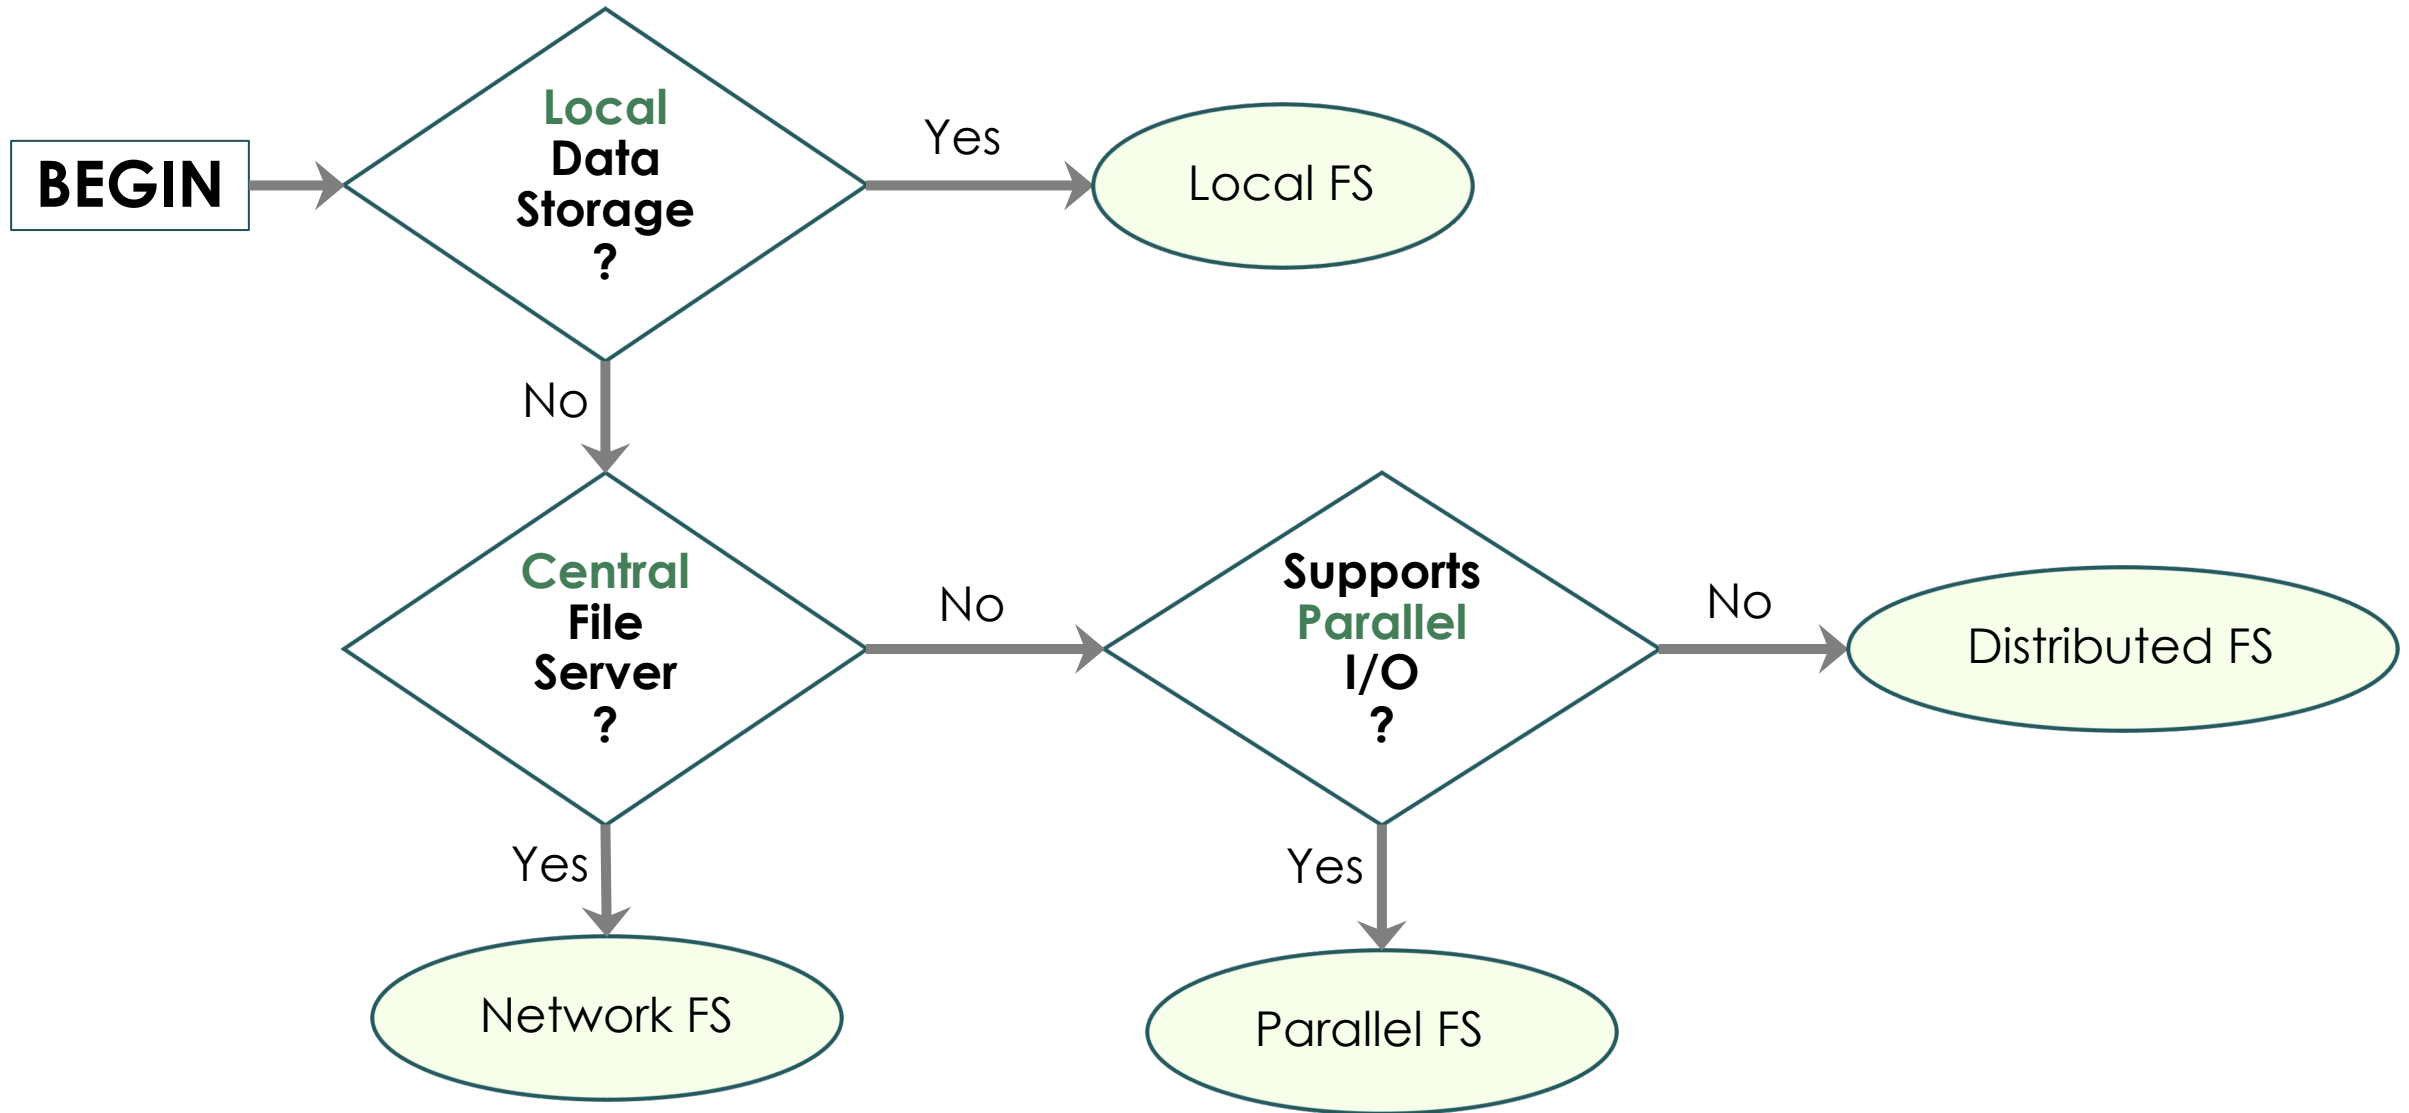 BEGIN
Local
Data
Storage
?
Yes
Local FS
No
Central
File
Server
?
No
Supports
Parallel
I/O
?
No
Distributed FS
Yes
Network FS
Yes
Parallel FS